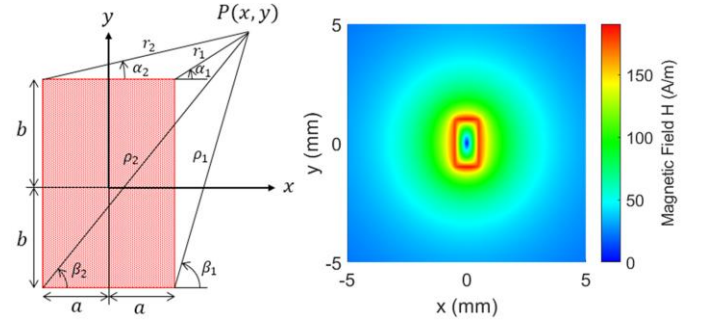 y
P(x, y)
r₂
r₁
α₂
α₁
b
ρ₂
ρ₁
x
b
β₂
β₁
a
a
5
0
-5
y (mm)
-5
0
5
x (mm)
150
100
50
0
Magnetic Field H (A/m)